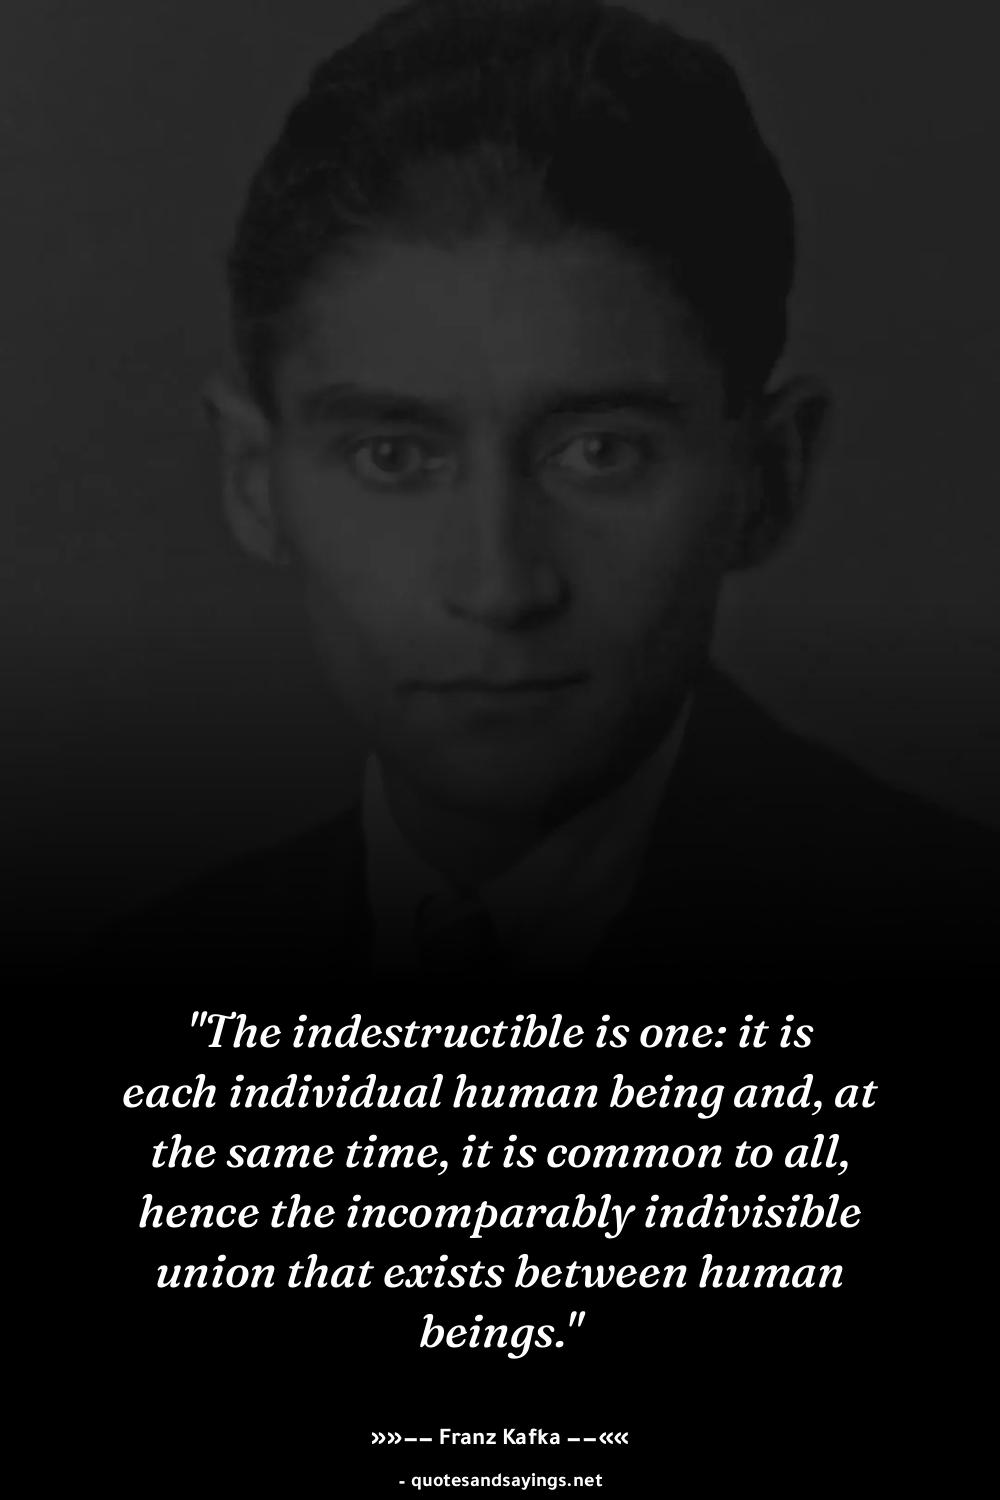 "The indestructible is one: it is
each individual human being and, at
the same time, it is common to all,
hence the incomparably indivisible
union that exists between human
beings."
»»−− Franz Kafka −−««
- quotesandsayings.net